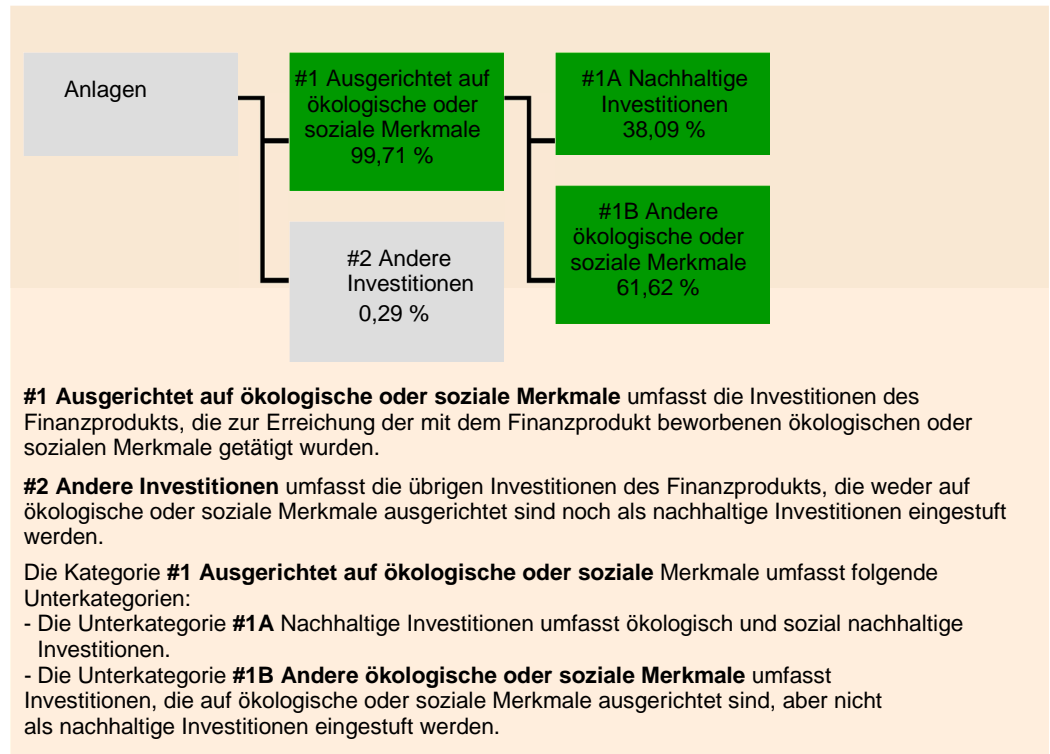 Anlagen
#1 Ausgerichtet auf
ökologische oder
soziale Merkmale
99,71 %
#2 Andere
Investitionen
0,29 %
#1A Nachhaltige
Investitionen
38,09 %
#1B Andere
ökologische oder
soziale Merkmale
61,62 %
#1 Ausgerichtet auf ökologische oder soziale Merkmale umfasst die Investitionen des
Finanzprodukts, die zur Erreichung der mit dem Finanzprodukt beworbenen ökologischen oder
sozialen Merkmale getätigt wurden.
#2 Andere Investitionen umfasst die übrigen Investitionen des Finanzprodukts, die weder auf
ökologische oder soziale Merkmale ausgerichtet sind noch als nachhaltige Investitionen eingestuft
werden.
Die Kategorie #1 Ausgerichtet auf ökologische oder soziale Merkmale umfasst folgende
Unterkategorien:
- Die Unterkategorie #1A Nachhaltige Investitionen umfasst ökologisch und sozial nachhaltige
Investitionen.
- Die Unterkategorie #1B Andere ökologische oder soziale Merkmale umfasst
Investitionen, die auf ökologische oder soziale Merkmale ausgerichtet sind, aber nicht
als nachhaltige Investitionen eingestuft werden.